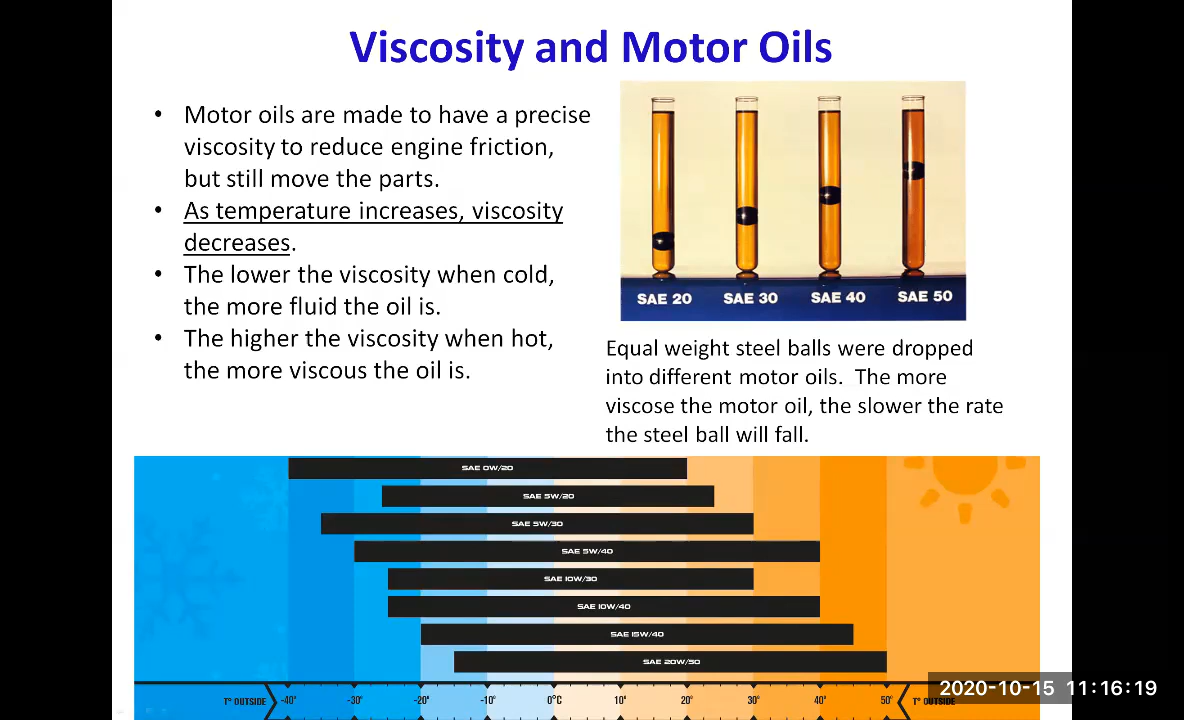 Viscosity and Motor Oils
• Motor oils are made to have a precise
viscosity to reduce engine friction,
but still move the parts.
• As temperature increases, viscosity
decreases.
• The lower the viscosity when cold,
the more fluid the oil is.
• The higher the viscosity when hot,
the more viscous the oil is.
SAE 20 SAE 30 SAE 40 SAE 50
Equal weight steel balls were dropped
into different motor oils. The more
viscose the motor oil, the slower the rate
the steel ball will fall.
SAE 0W/20
SAE 5W/20
SAE 5W/30
SAE 5W/40
SAE 10W/30
SAE 10W/40
SAE 15W/40
SAE 20W/50
T° OUTSIDE -40° -30° -20° -10° 0°C 10° 20° 30° 40° 50° T° OUTSIDE
2020-10-15 11:16:19